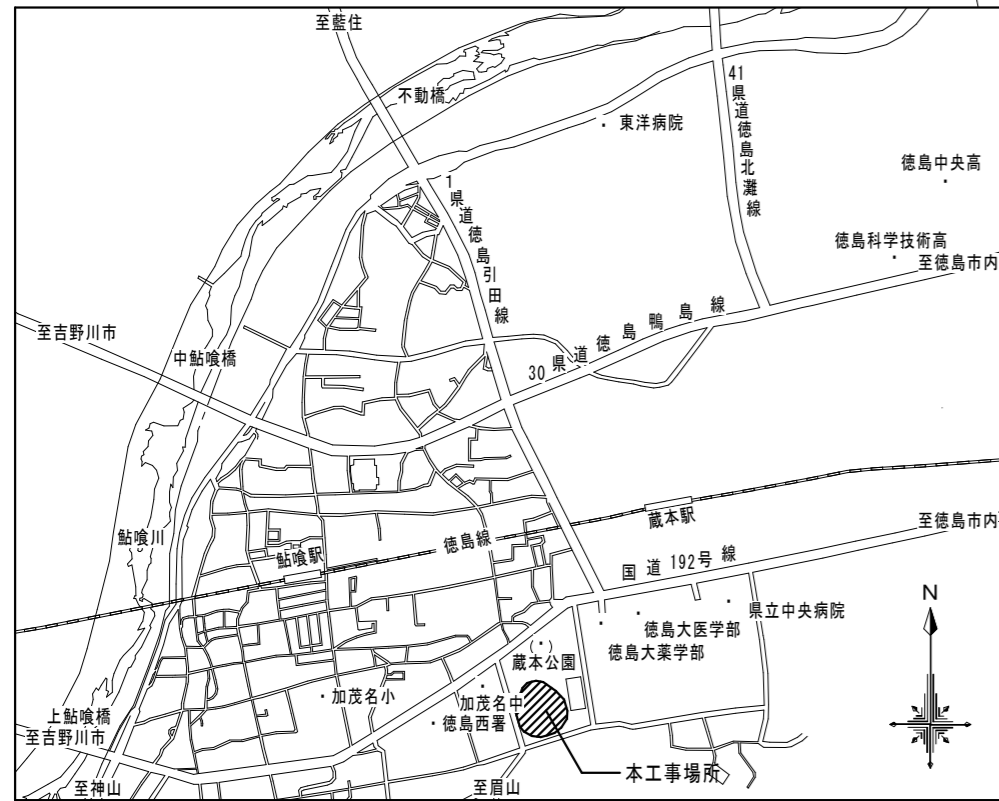 至藍住
不動橋
41県道徳島北灘線
東洋病院
徳島中央高
1県道徳島引田線
徳島科学技術高
至徳島市内
至吉野川市
中鮎喰橋
30県道徳島鴨島線
蔵本駅
至徳島市内
鮎喰川
鮎喰駅
徳島線
国道192号線
N
県立中央病院
徳島大医学部
徳島大薬学部
( )
蔵本公園
加茂名小
加茂名中
徳島西署
上鮎喰橋
至吉野川市
本工事場所
至神山
至眉山